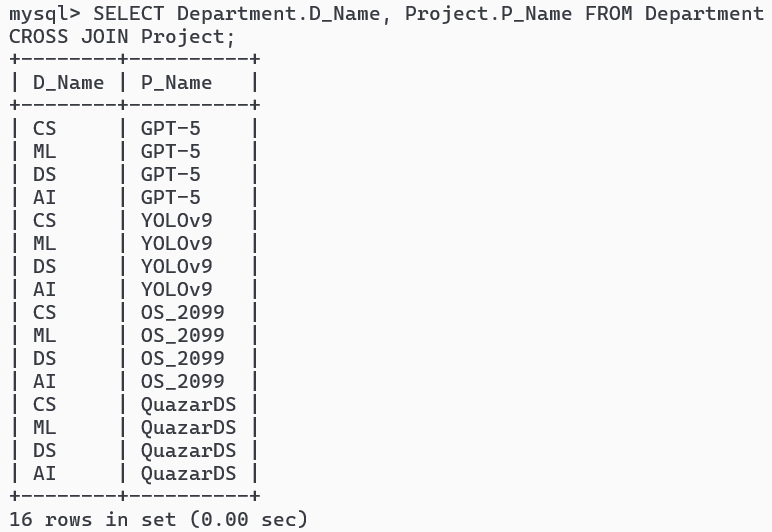 mysql> SELECT Department.D_Name, Project.P_Name FROM Department
CROSS JOIN Project;
+--------+----------+
| D_Name | P_Name   |
+--------+----------+
| CS     | GPT-5    |
| ML     | GPT-5    |
| DS     | GPT-5    |
| AI     | GPT-5    |
| CS     | YOLOv9   |
| ML     | YOLOv9   |
| DS     | YOLOv9   |
| AI     | YOLOv9   |
| CS     | OS_2099  |
| ML     | OS_2099  |
| DS     | OS_2099  |
| AI     | OS_2099  |
| CS     | QuazarDS |
| ML     | QuazarDS |
| DS     | QuazarDS |
| AI     | QuazarDS |
+--------+----------+
16 rows in set (0.00 sec)